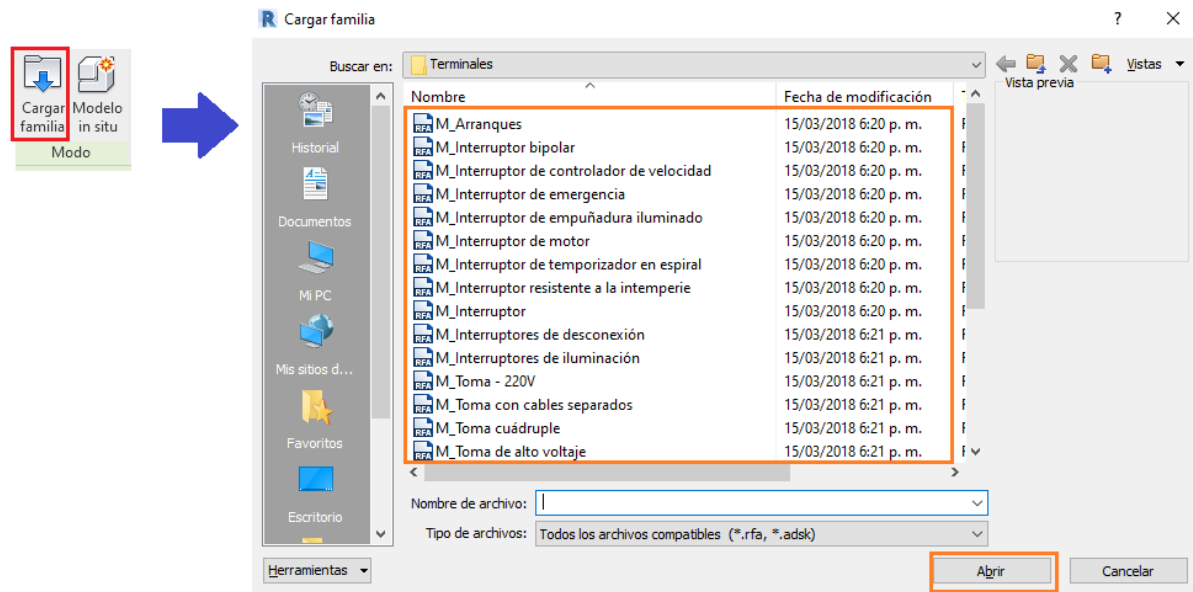 Cargar familia
Modelo in situ
Modo
R Cargar familia
?
Buscar en:
Terminales
Vistas
Historial
Documentos
Mi PC
Mis sitios d...
Favoritos
Escritorio
Nombre
Fecha de modificación
M_Arranques 15/03/2018 6:20 p. m.
M_Interruptor bipolar 15/03/2018 6:20 p. m.
M_Interruptor de controlador de velocidad 15/03/2018 6:20 p. m.
M_Interruptor de emergencia 15/03/2018 6:20 p. m.
M_Interruptor de empuñadura iluminado 15/03/2018 6:20 p. m.
M_Interruptor de motor 15/03/2018 6:20 p. m.
M_Interruptor de temporizador en espiral 15/03/2018 6:20 p. m.
M_Interruptor resistente a la intemperie 15/03/2018 6:20 p. m.
M_Interruptor 15/03/2018 6:20 p. m.
M_Interruptores de desconexión 15/03/2018 6:21 p. m.
M_Interruptores de iluminación 15/03/2018 6:21 p. m.
M_Toma - 220V 15/03/2018 6:21 p. m.
M_Toma con cables separados 15/03/2018 6:21 p. m.
M_Toma cuádruple 15/03/2018 6:21 p. m.
M_Toma de alto voltaje 15/03/2018 6:21 p. m.
Vista previa
Nombre de archivo:
Tipo de archivos: Todos los archivos compatibles (*.rfa, *.adsk)
Herramientas
Abrir
Cancelar